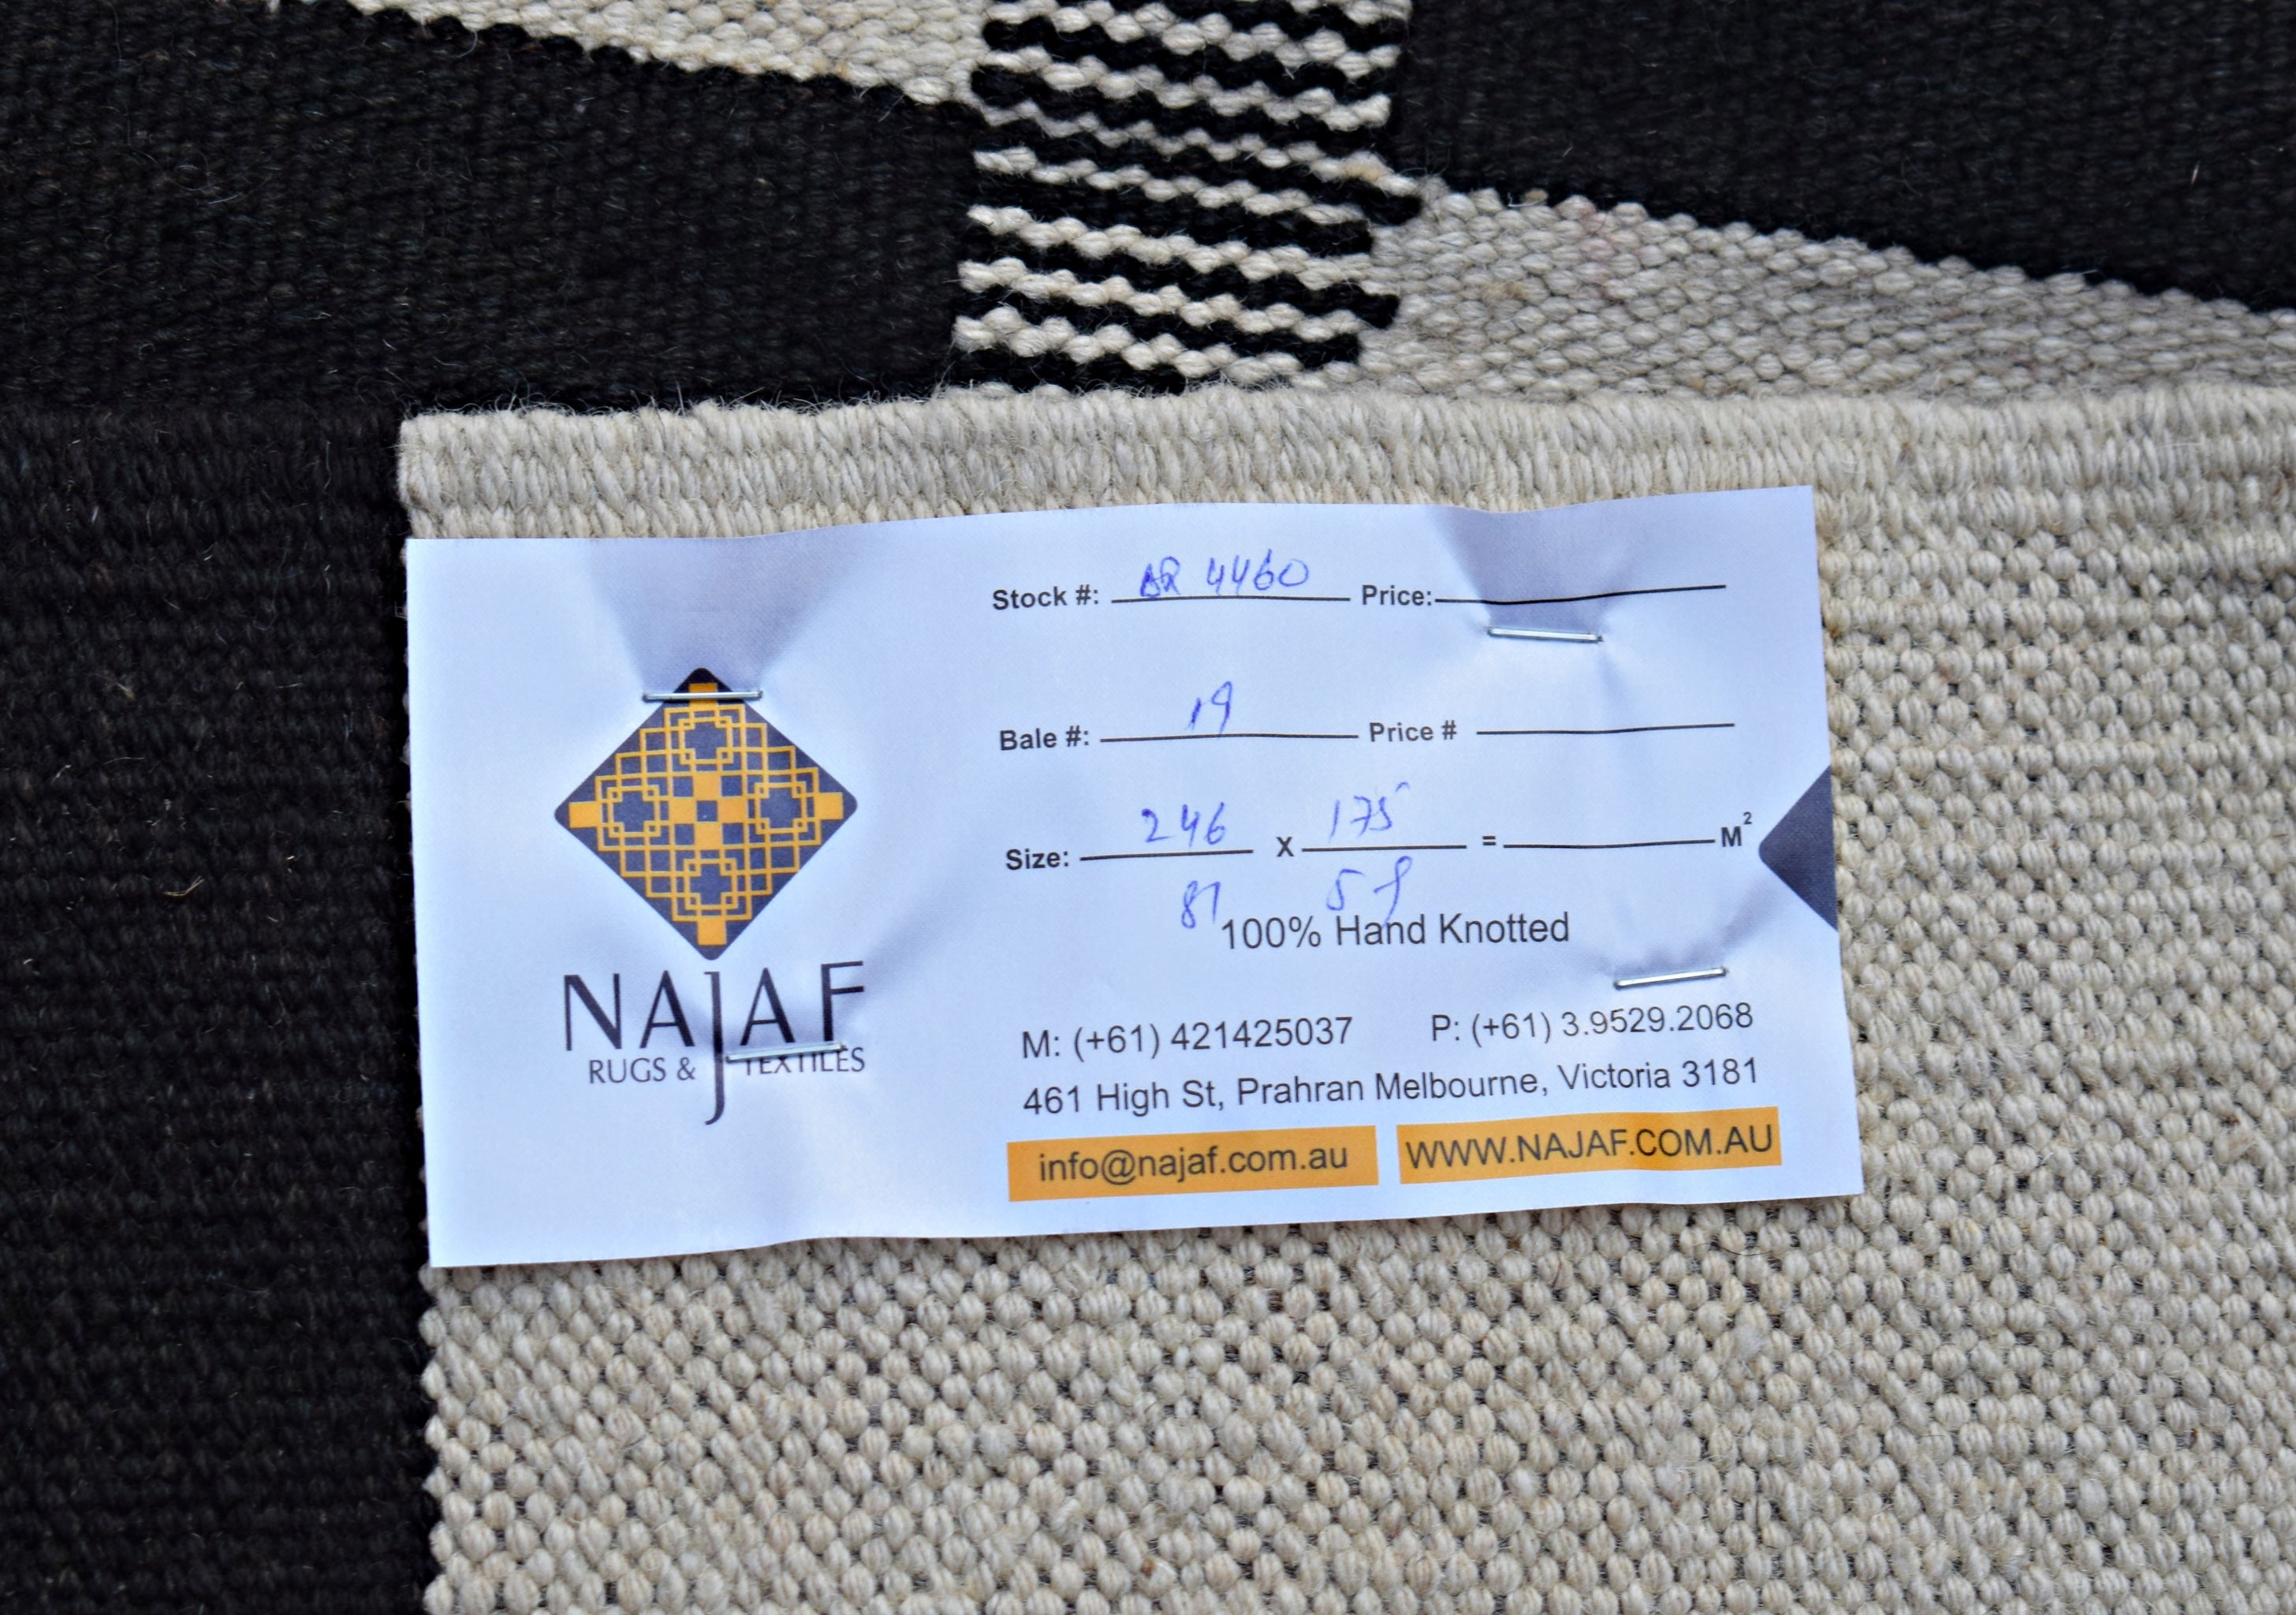 Stock #: AR 4460 Price:
Bale #: 19 Price #
Size: 246 X 175 = M²
81 59
100% Hand Knotted
NAJAF
RUGS & TEXTILES
M: (+61) 421425037 P: (+61) 3.9529.2068
461 High St, Prahran Melbourne, Victoria 3181
info@najaf.com.au WWW.NAJAF.COM.AU